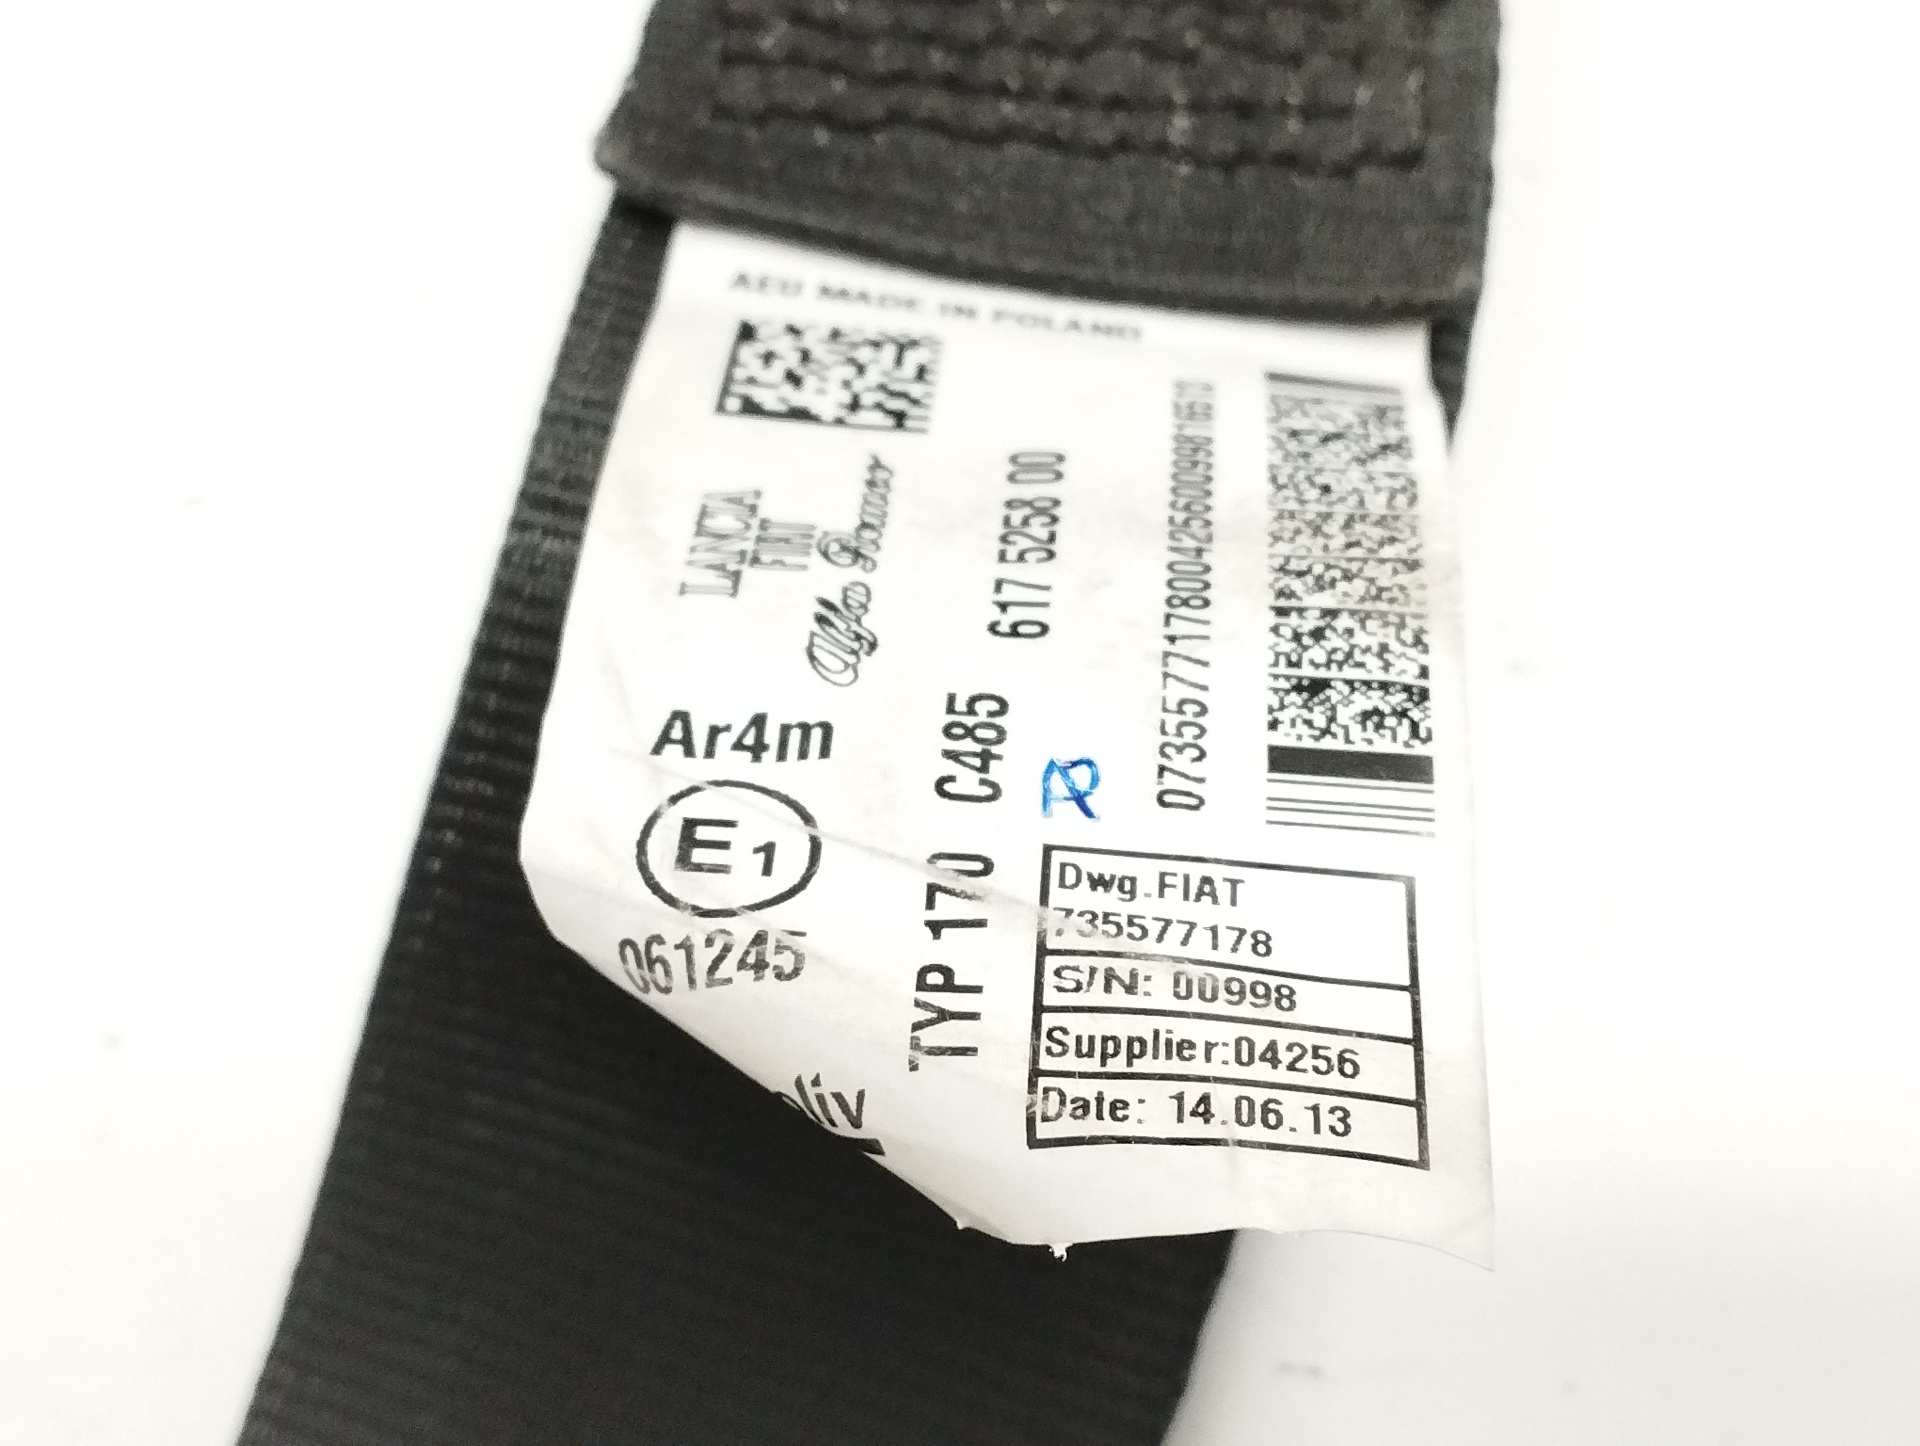 AEU MADE IN POLAND
LANCIA
FIAT
Alfa Romeo
Ar4m
E1
061245
TYP 170 C485
617 5258 00
Dwg.FIAT
735577178
S/N: 00998
Supplier:04256
Date: 14.06.13